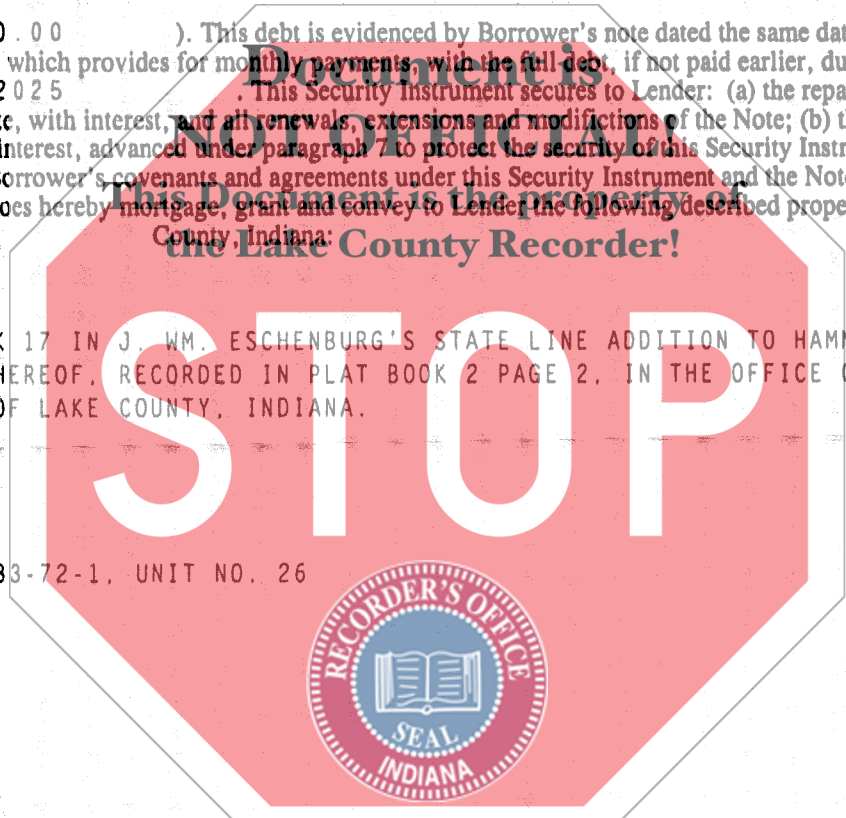 0.00 ). This debt is evidenced by Borrower's note dated the same dat
which provides for monthly payments, with the full debt, if not paid earlier, du
2025 . This Security Instrument secures to Lender: (a) the repa
te, with interest, and all renewals, extensions and modifictions of the Note; (b) th
interest, advanced under paragraph 7 to protect the security of this Security Instr
orrower's covenants and agreements under this Security Instrument and the Note
oes hereby mortgage, grant and convey to Lender the following described prope
County, Indiana:
Document is
NOT OFFICIAL!
This Document is the property of
the Lake County Recorder!
K 17 IN J. WM. ESCHENBURG'S STATE LINE ADDITION TO HAMM
HEREOF, RECORDED IN PLAT BOOK 2 PAGE 2, IN THE OFFICE O
OF LAKE COUNTY, INDIANA.
STOP
33-72-1, UNIT NO. 26
RECORDER'S OFFICE
SEAL
INDIANA